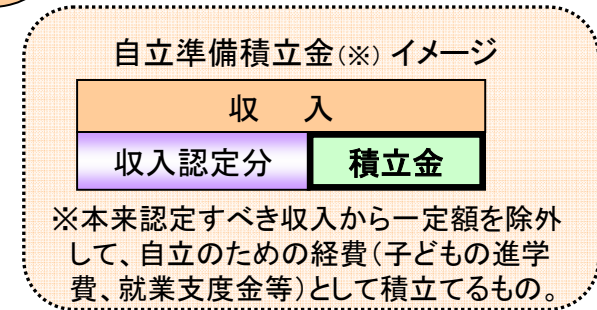 自立準備積立金(※) イメージ
収　入
収入認定分
積立金
※本来認定すべき収入から一定額を除外
して、自立のための経費(子どもの進学
費、就業支度金等)として積立てるもの。